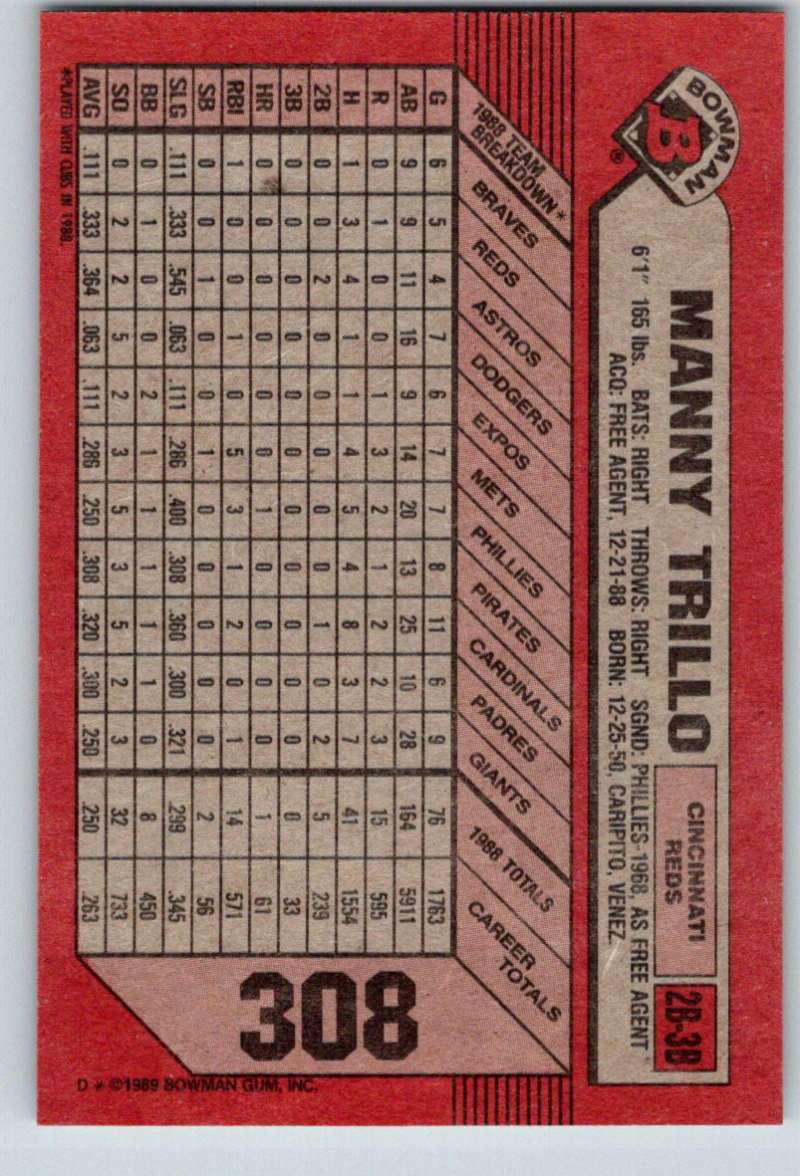 BOWMAN
B
®
MANNY TRILLO
CINCINNATI
REDS
2B-3B
6'1" 165 lbs. BATS: RIGHT THROWS: RIGHT SGND: PHILLIES-1968, AS FREE AGENT
ACQ: FREE AGENT, 12-21-88 BORN: 12-25-50, CARIPITO, VENEZ.
1988 TEAM
BREAKDOWN*
BRAVES
REDS
ASTROS
DODGERS
EXPOS
METS
PHILLIES
PIRATES
CARDINALS
PADRES
GIANTS
1988 TOTALS
CAREER
TOTALS
G 6 5 4 7 6 7 7 8 11 6 9 76 1763
AB 9 9 11 16 9 14 20 13 25 10 28 164 5911
R 0 1 0 0 1 3 2 1 2 2 3 15 595
H 1 3 4 1 1 4 5 4 8 3 7 41 1554
2B 0 0 2 0 0 0 0 0 1 0 2 5 239
3B 0 0 0 0 0 0 0 0 0 0 0 0 33
HR 0 0 0 0 0 0 1 0 0 0 0 1 61
RBI 1 0 0 1 0 5 3 1 2 0 1 14 571
SB 0 0 1 0 0 1 0 0 0 0 0 2 56
SLG .111 .333 .545 .063 .111 .286 .400 .308 .360 .300 .321 .299 .345
BB 0 1 0 0 2 1 1 1 1 1 0 8 450
SO 0 2 2 5 2 3 5 3 5 2 3 32 733
AVG .111 .333 .364 .063 .111 .286 .250 .308 .320 .300 .250 .250 .263
*PLAYED WITH CUBS IN 1988.
308
D * ©1989 BOWMAN GUM, INC.